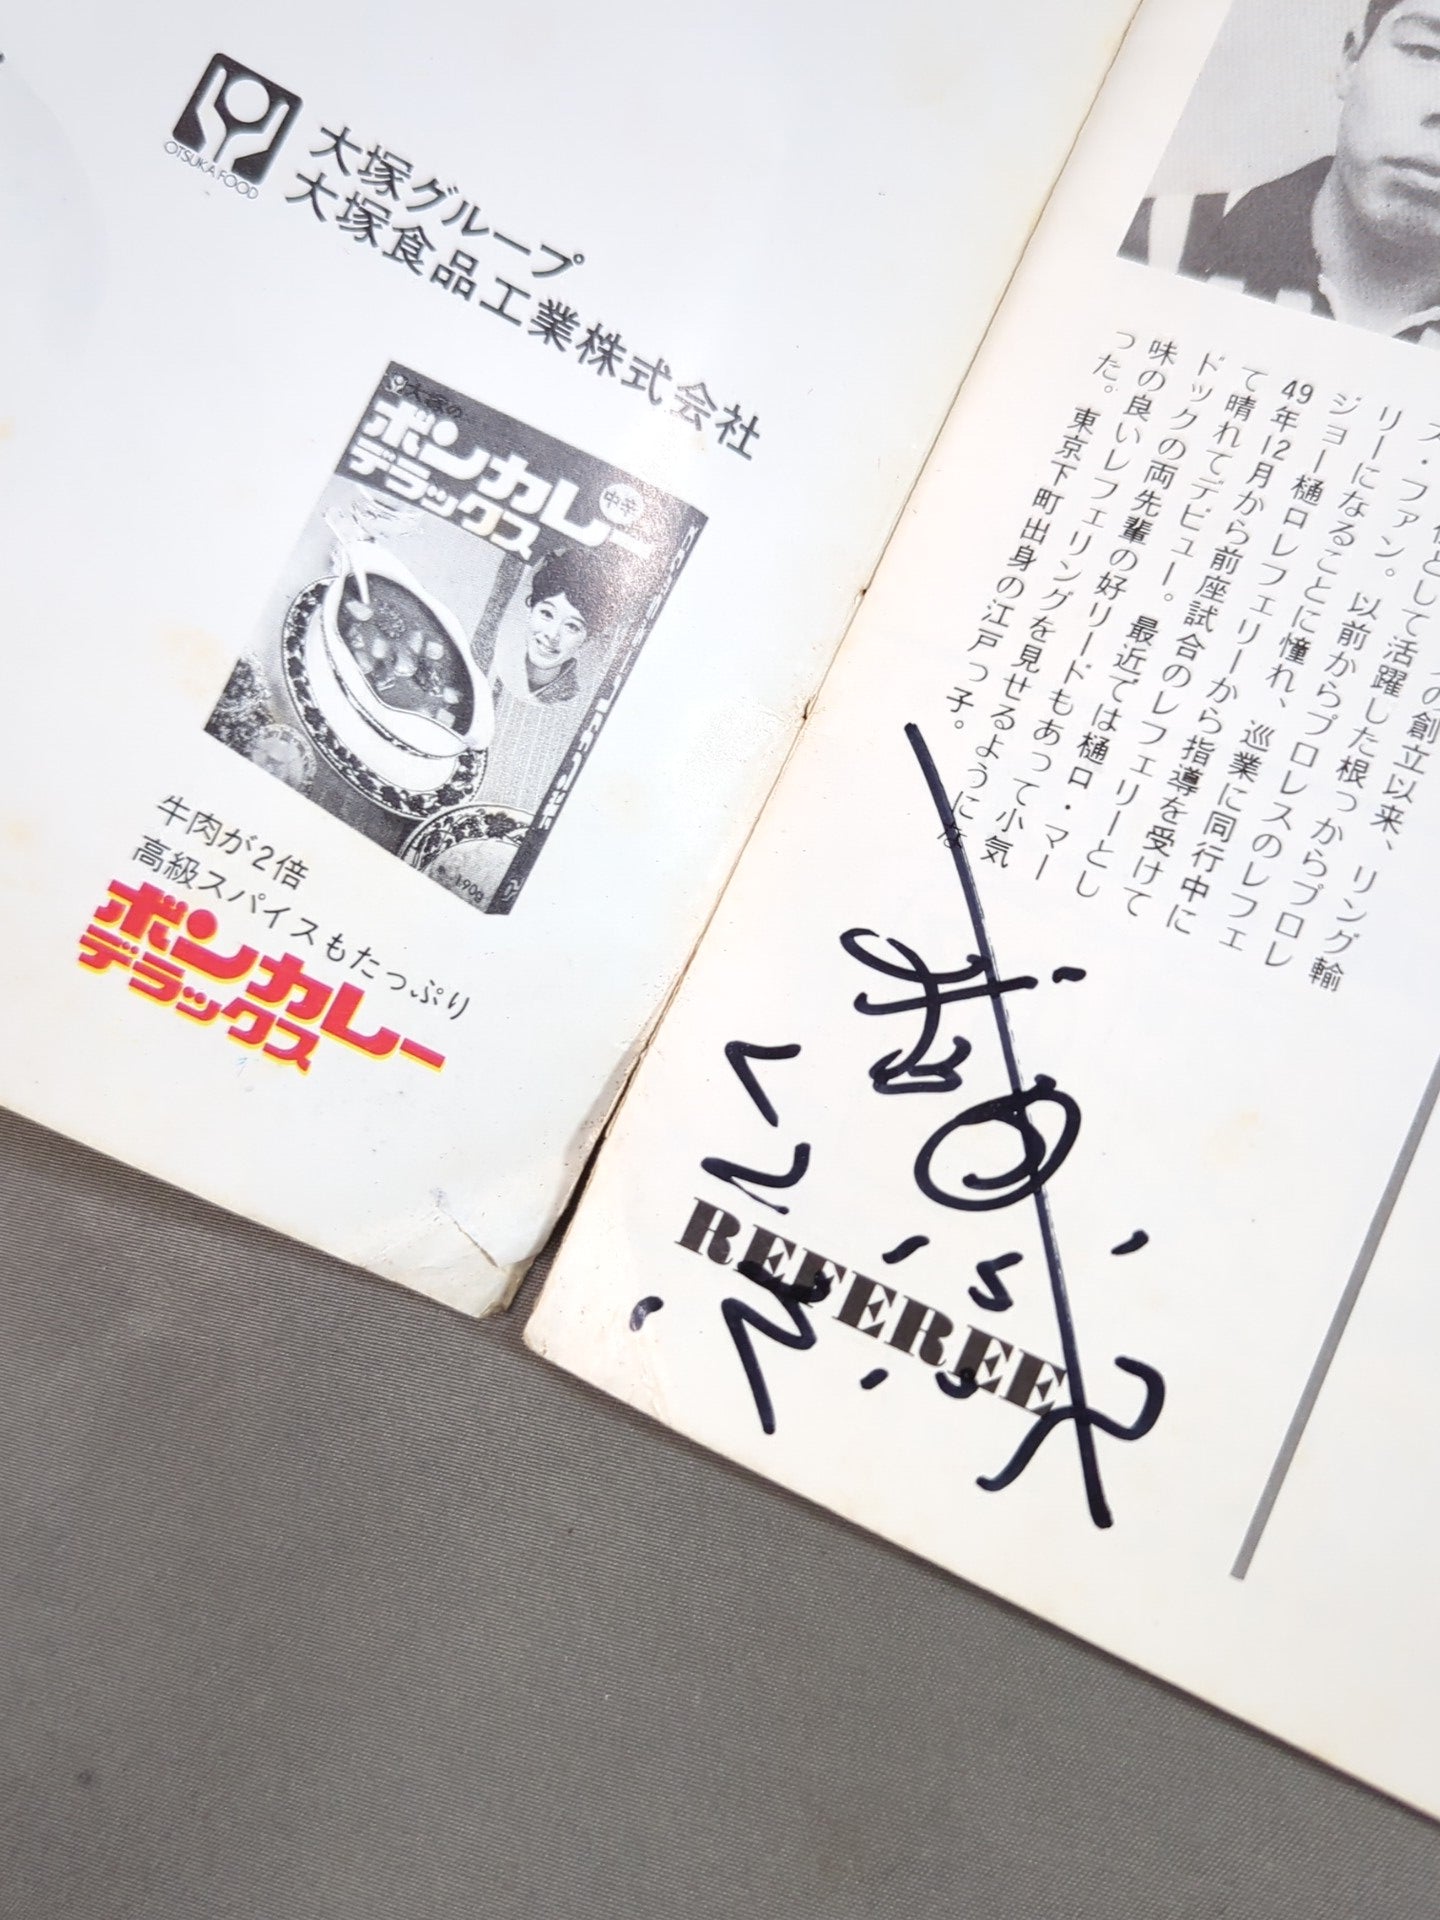 OTSUKA FOOD
大塚グループ
大塚食品工業株式会社
大塚の
ボンカレー
デラックス
中辛
190g
牛肉が2倍
高級スパイスもたっぷり
ボンカレー
デラックス
の創立以来、リング輸
として活躍した根っからプロレ
ス・ファン。以前からプロレスのレフェ
リーになることに憧れ、巡業に同行中に
ジョー樋口レフェリーから指導を受けて
49年12月から前座試合のレフェリーとし
て晴れてデビュー。最近では樋口・マー
ドックの両先輩の好リードもあって小気
味の良いレフェリングを見せるようにな
った。東京下町出身の江戸っ子。
REFEREE